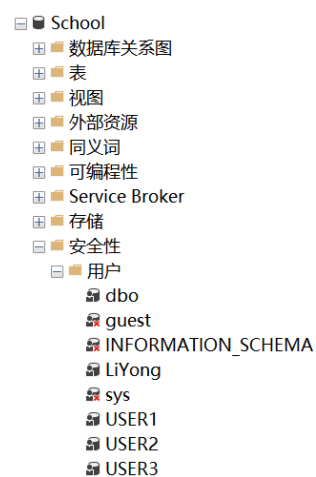 School
数据库关系图
表
视图
外部资源
同义词
可编程性
Service Broker
存储
安全性
用户
dbo
guest
INFORMATION_SCHEMA
LiYong
sys
USER1
USER2
USER3